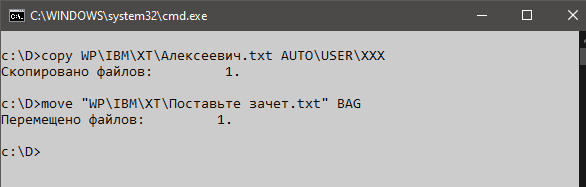 C:\WINDOWS\system32\cmd.exe
c:\D>copy WP\IBM\XT\Алексеевич.txt AUTO\USER\XXX
Скопировано файлов:         1.
c:\D>move "WP\IBM\XT\Поставьте зачет.txt" BAG
Перемещено файлов:         1.
c:\D>